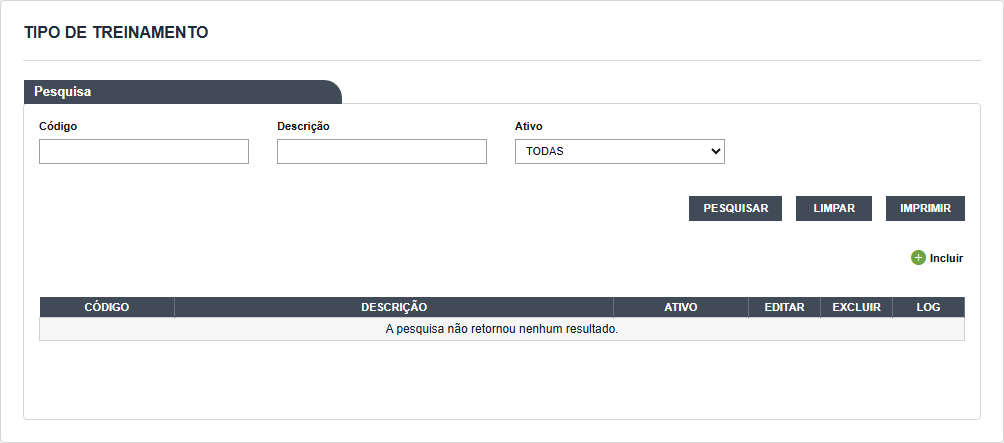 TIPO DE TREINAMENTO
Pesquisa
Código Descrição Ativo
TODAS
PESQUISAR LIMPAR IMPRIMIR
Incluir
CÓDIGO DESCRIÇÃO ATIVO EDITAR EXCLUIR LOG
A pesquisa não retornou nenhum resultado.